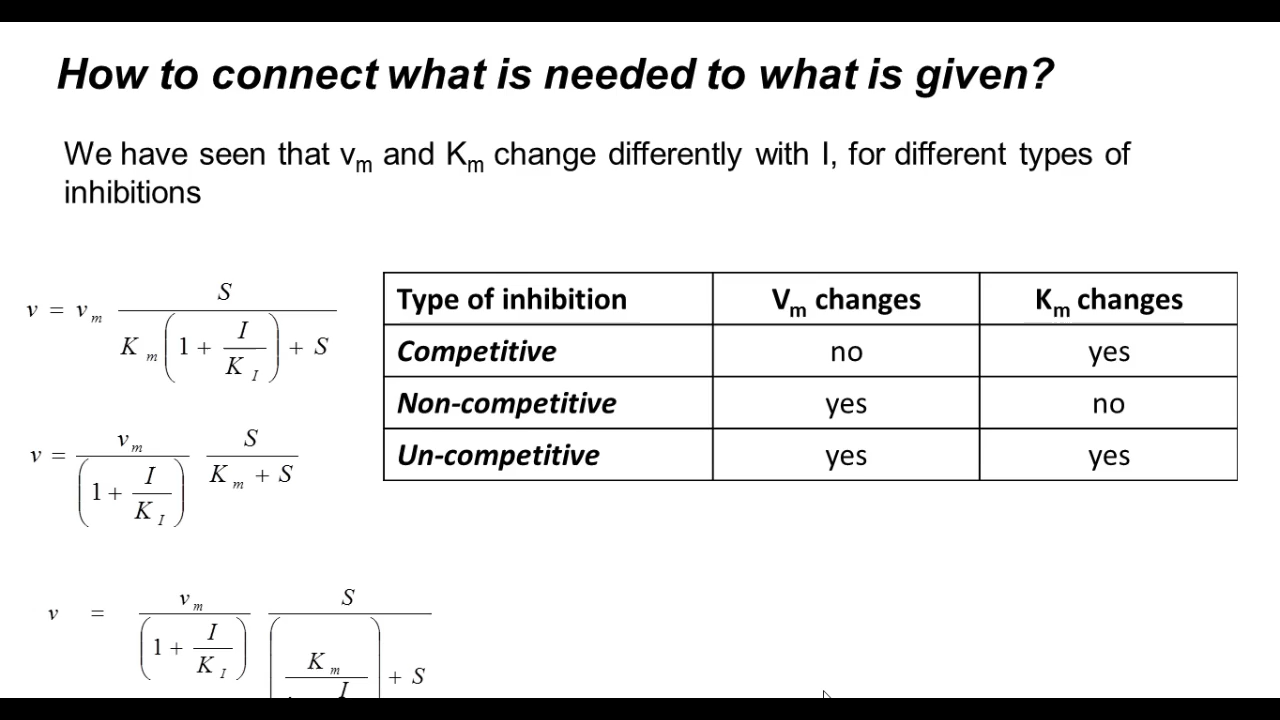 How to connect what is needed to what is given?
We have seen that vm and Km change differently with I, for different types of
inhibitions
v = vm S / Km (1 + I / KI) + S
v = vm / (1 + I / KI) S / Km + S
v = vm / (1 + I / KI) S / (Km / I) + S
Type of inhibition Vm changes Km changes
Competitive no yes
Non-competitive yes no
Un-competitive yes yes